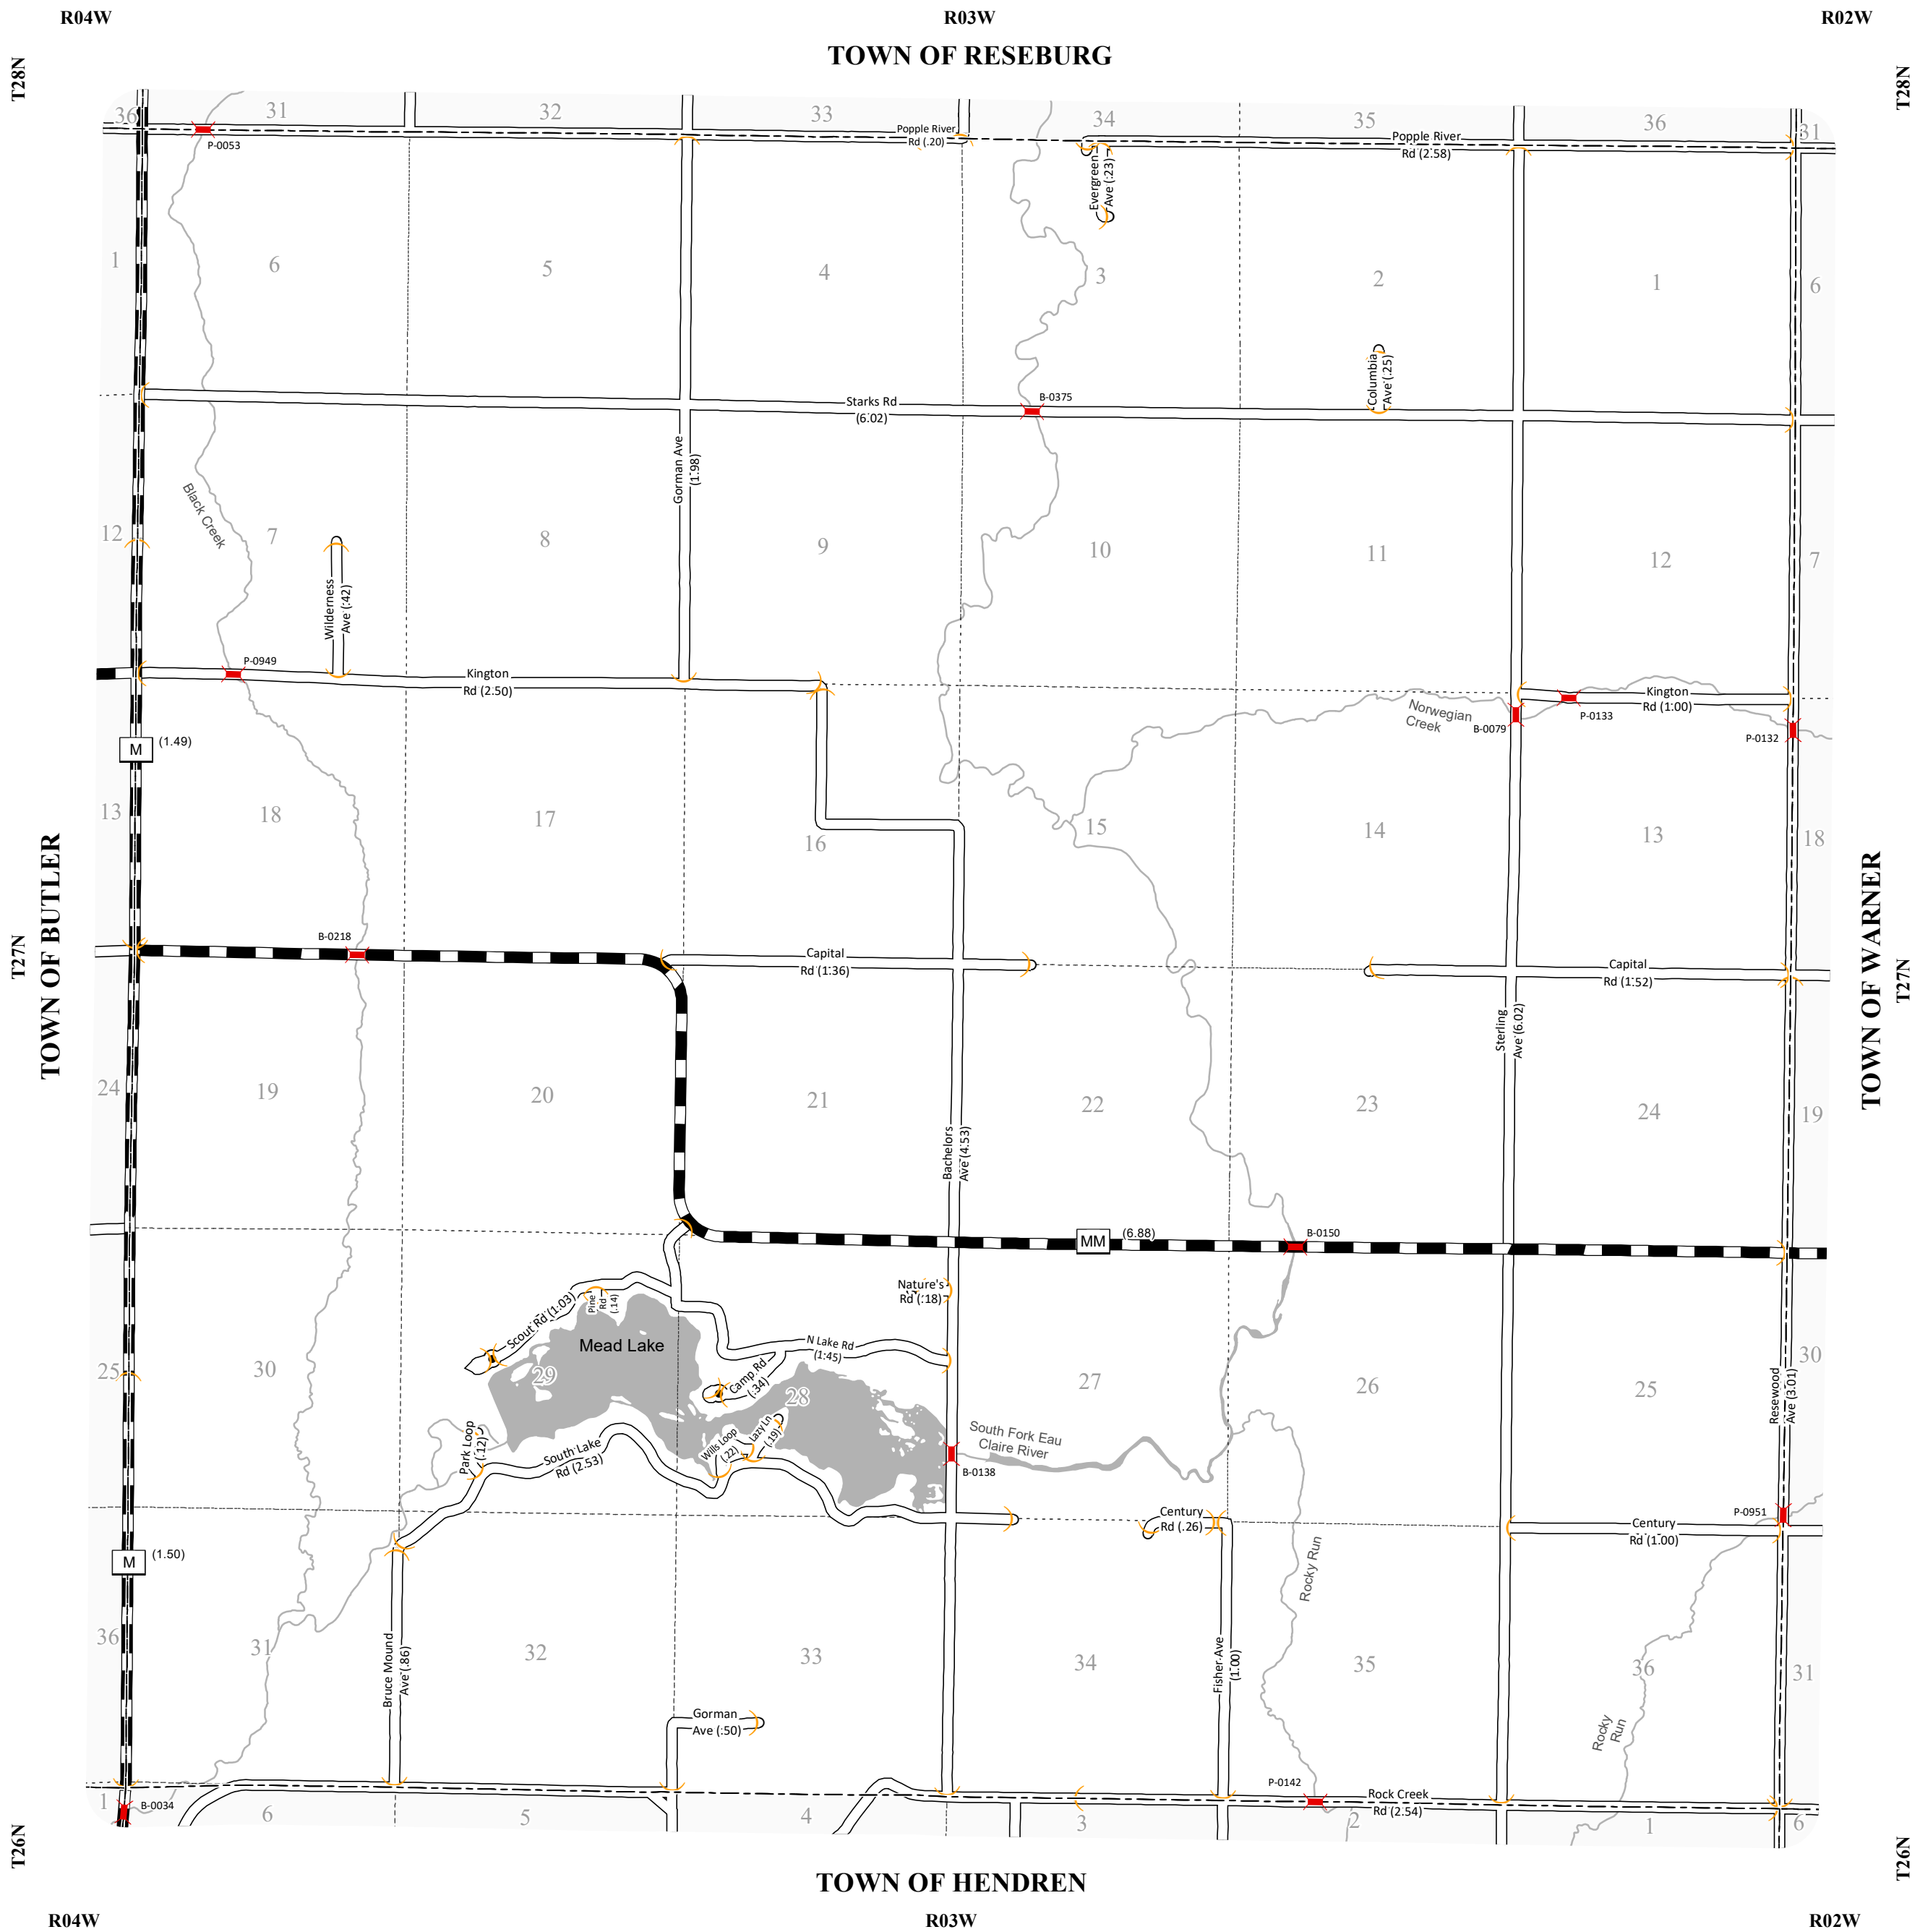 R04W
R03W
R02W
TOWN OF RESEBURG
T28N
T28N
36
31
32
33
34
35
36
31
Popple River
Rd (.20)
Popple River
Rd (2.58)
P-0053
Evergreen
Ave (.23)
1
6
5
4
3
2
1
6
Columbia
Ave (.25)
Starks Rd
(6.02)
B-0375
Gorman Ave
(1.98)
Black Creek
12
7
8
9
10
11
12
7
Wilderness
Ave (.42)
P-0949
Kington
Rd (2.50)
Kington
Rd (1.00)
Norwegian
Creek
B-0079
P-0133
P-0132
M
(1.49)
13
18
17
16
15
14
13
18
TOWN OF BUTLER
TOWN OF WARNER
T27N
T27N
B-0218
Capital
Rd (1.36)
Capital
Rd (1.52)
Sterling
Ave (6.02)
24
19
20
21
22
23
24
19
Bachelors
Ave (4.53)
MM
(6.88)
B-0150
Nature's
Rd (.18)
Scout Rd (1.03)
Pine
Rd
(.14)
Mead Lake
N Lake Rd
(1.45)
Camp Rd
(.34)
25
30
29
28
27
26
25
30
Resewood
Ave (3.01)
Park Loop
(.12)
South Lake
Rd (2.53)
Wills Loop
(.22)
Lazy Ln
(.19)
South Fork Eau
Claire River
B-0138
Century
Rd (.26)
Century
Rd (1.00)
P-0951
M
(1.50)
Rocky Run
36
31
32
33
34
35
36
31
Bruce Mound
Ave (.86)
Fisher Ave
(1.00)
Gorman
Ave (.50)
Rocky
Run
P-0142
Rock Creek
Rd (2.54)
B-0034
1
6
5
4
3
2
1
6
T26N
T26N
TOWN OF HENDREN
R04W
R03W
R02W